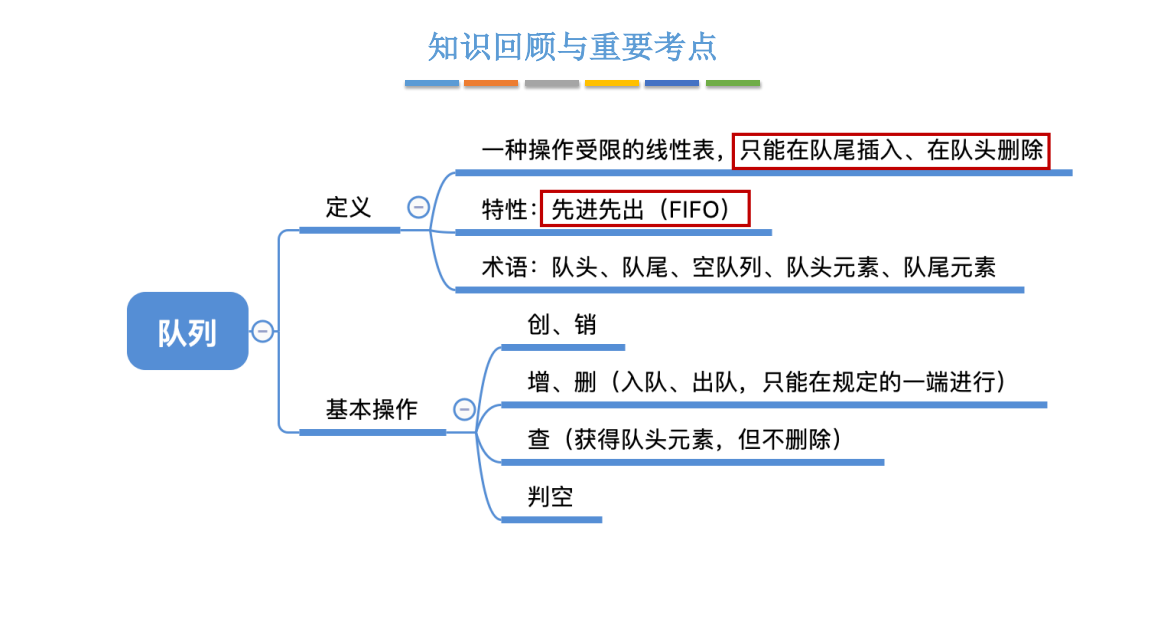 知识回顾与重要考点
一种操作受限的线性表，只能在队尾插入、在队头删除
定义
特性：先进先出（FIFO）
术语：队头、队尾、空队列、队头元素、队尾元素
队列
创、销
增、删（入队、出队，只能在规定的一端进行）
基本操作
查（获得队头元素，但不删除）
判空